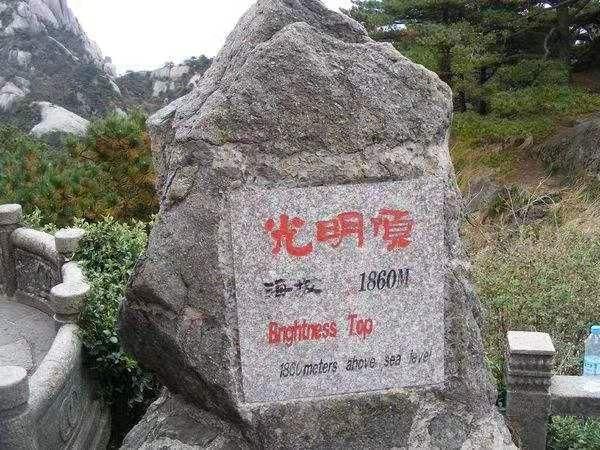 光明顶
海拔 1860M
Brightness Top
1860 meters above sea level